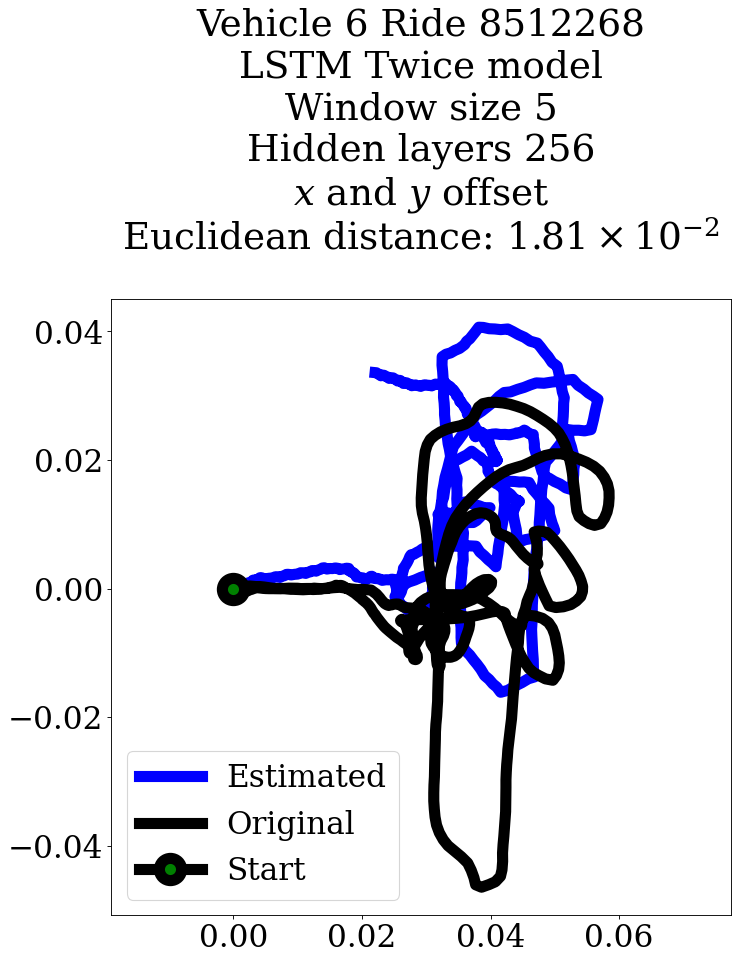 Vehicle 6 Ride 8512268
LSTM Twice model
Window size 5
Hidden layers 256
x and y offset
Euclidean distance: 1.81 × 10⁻²
0.04
0.02
0.00
−0.02
−0.04
Estimated
Original
Start
0.00 0.02 0.04 0.06